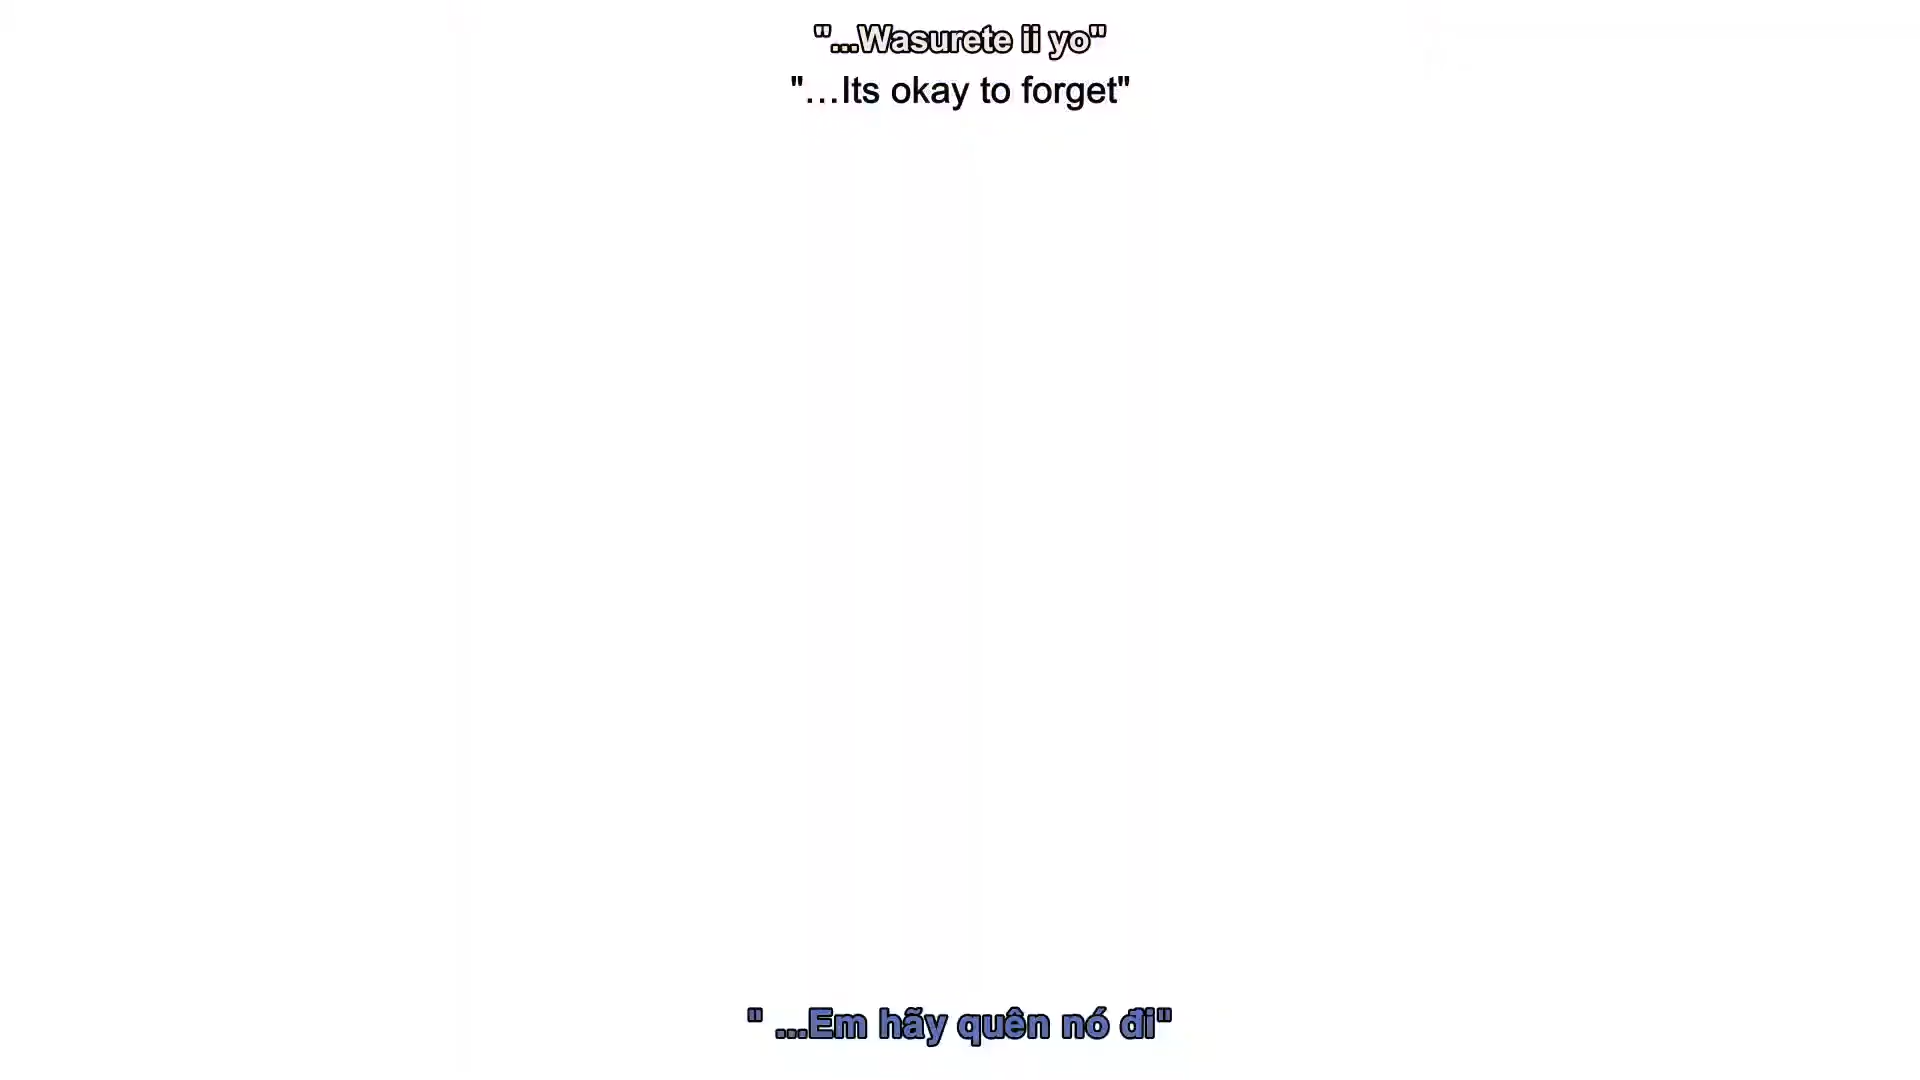 "...Wasurete ii yo"
"...Its okay to forget"
" ...Em hãy quên nó đi"